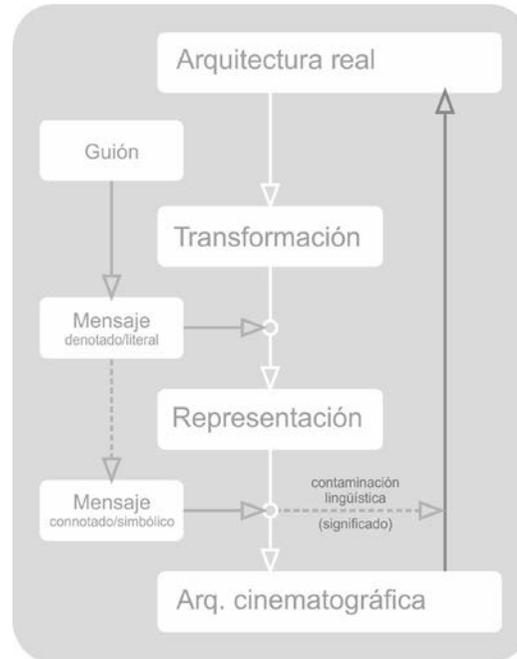 Arquitectura real
Guión
Transformación
Mensaje
denotado/literal
Representación
Mensaje
connotado/simbólico
contaminación
lingüística
(significado)
Arq. cinematográfica